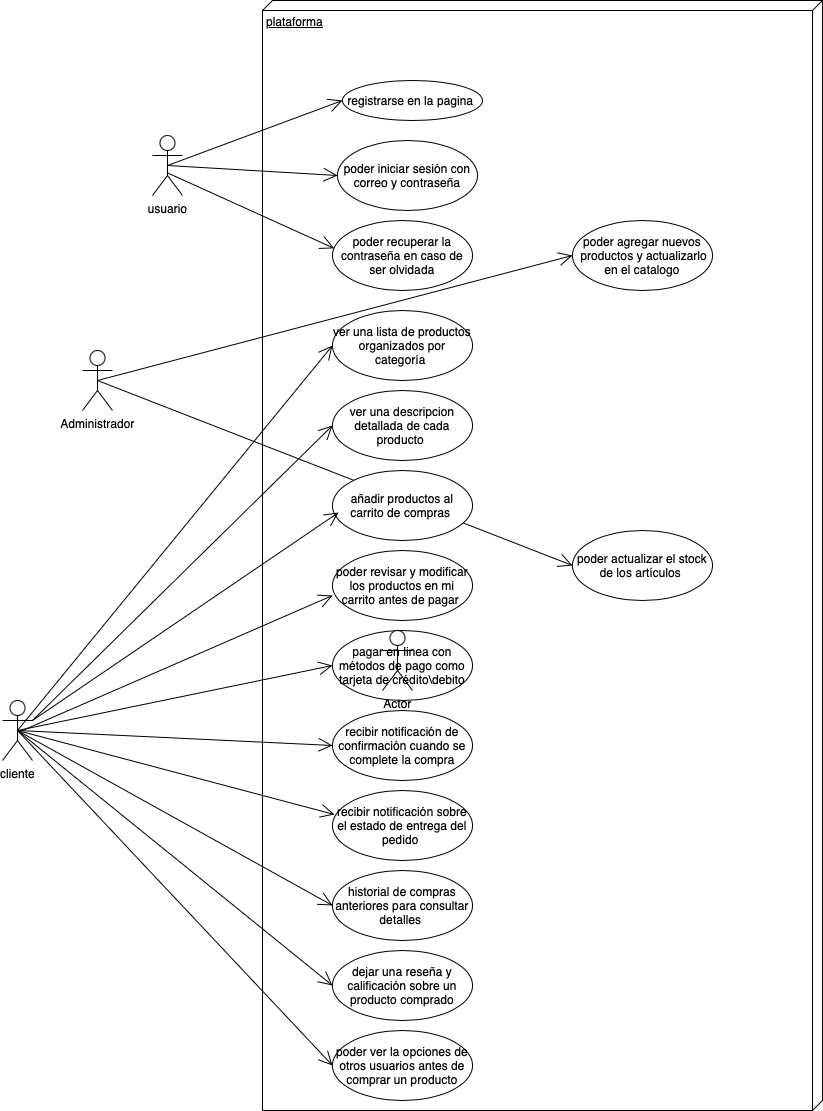 plataforma
registrarse en la pagina
poder iniciar sesión con
correo y contraseña
usuario
poder recuperar la
contraseña en caso de
ser olvidada
poder agregar nuevos
productos y actualizarlo
en el catalogo
ver una lista de productos
organizados por
categoría
Administrador
ver una descripcion
detallada de cada
producto
añadir productos al
carrito de compras
poder actualizar el stock
de los artículos
poder revisar y modificar
los productos en mi
carrito antes de pagar
pagar en linea con
métodos de pago como
tarjeta de crédito\debito
Actor
recibir notificación de
confirmación cuando se
complete la compra
cliente
recibir notificación sobre
el estado de entrega del
pedido
historial de compras
anteriores para consultar
detalles
dejar una reseña y
calificación sobre un
producto comprado
poder ver la opciones de
otros usuarios antes de
comprar un producto